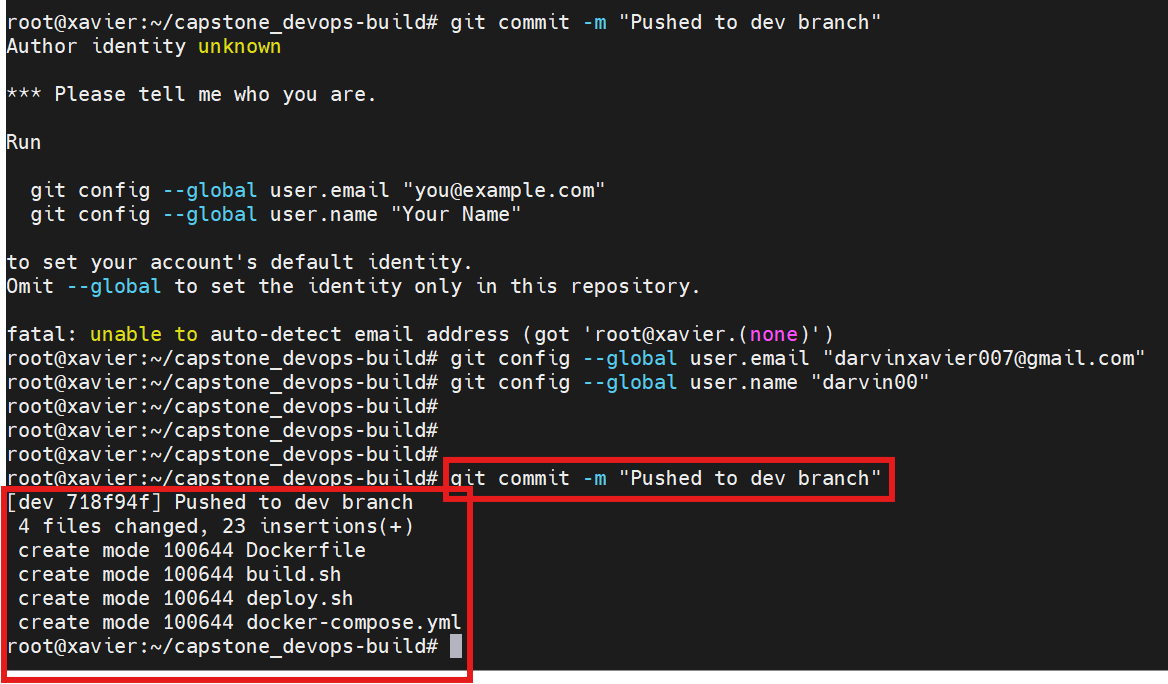 root@xavier:~/capstone_devops-build# git commit -m "Pushed to dev branch"
Author identity unknown
*** Please tell me who you are.
Run
git config --global user.email "you@example.com"
git config --global user.name "Your Name"
to set your account's default identity.
Omit --global to set the identity only in this repository.
fatal: unable to auto-detect email address (got 'root@xavier.(none)')
root@xavier:~/capstone_devops-build# git config --global user.email "darvinxavier007@gmail.com"
root@xavier:~/capstone_devops-build# git config --global user.name "darvin00"
root@xavier:~/capstone_devops-build#
root@xavier:~/capstone_devops-build#
root@xavier:~/capstone_devops-build#
root@xavier:~/capstone_devops-build# git commit -m "Pushed to dev branch"
[dev 718f94f] Pushed to dev branch
4 files changed, 23 insertions(+)
create mode 100644 Dockerfile
create mode 100644 build.sh
create mode 100644 deploy.sh
create mode 100644 docker-compose.yml
root@xavier:~/capstone_devops-build#